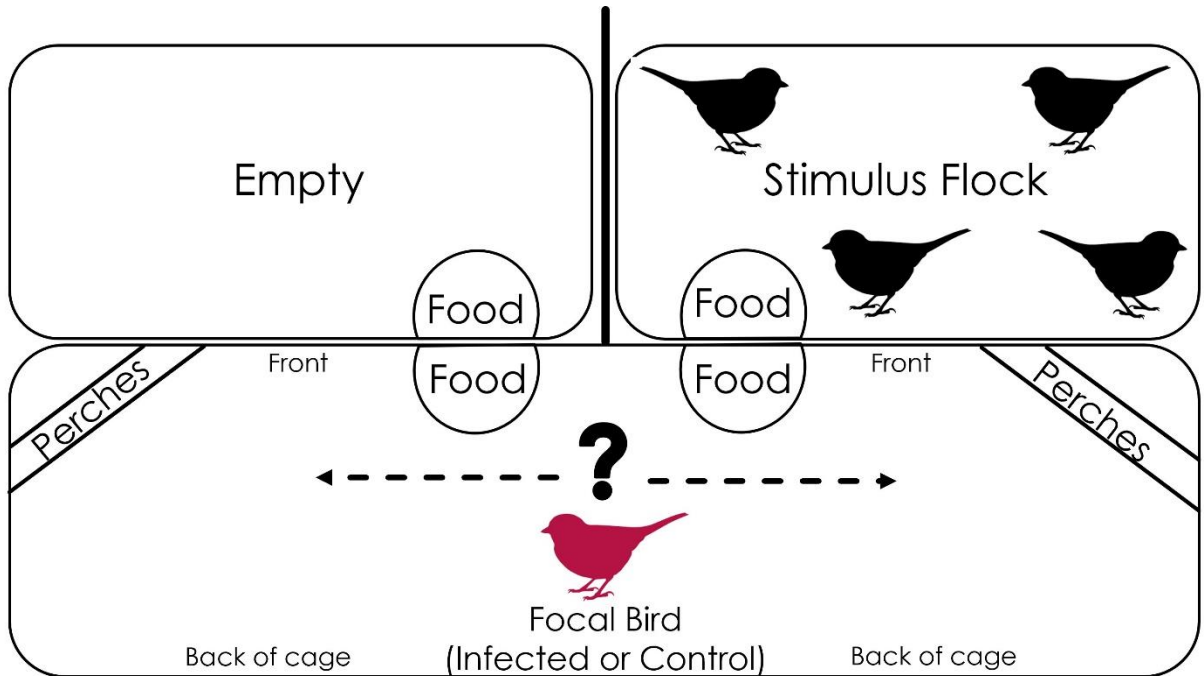 Empty
Stimulus Flock
Food
Food
Perches
Front
Food
Food
Front
Perches
?
Focal Bird
(Infected or Control)
Back of cage
Back of cage